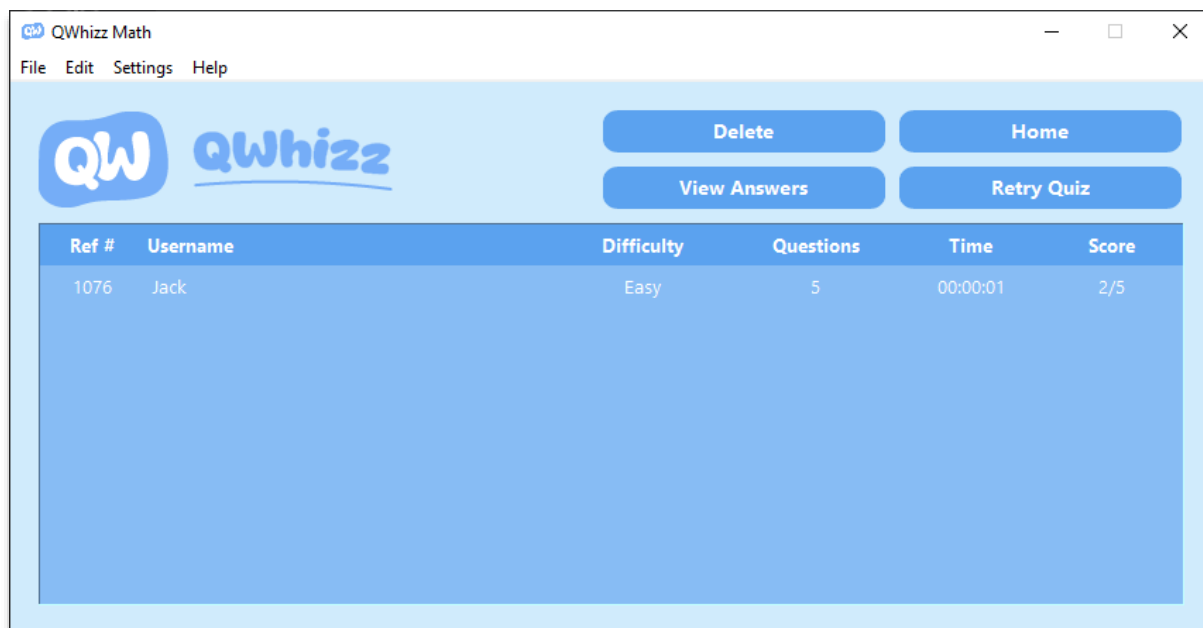 QW QWhizz Math
File Edit Settings Help
QW QWhizz
Delete Home
View Answers Retry Quiz
Ref # Username Difficulty Questions Time Score
1076 Jack Easy 5 00:00:01 2/5